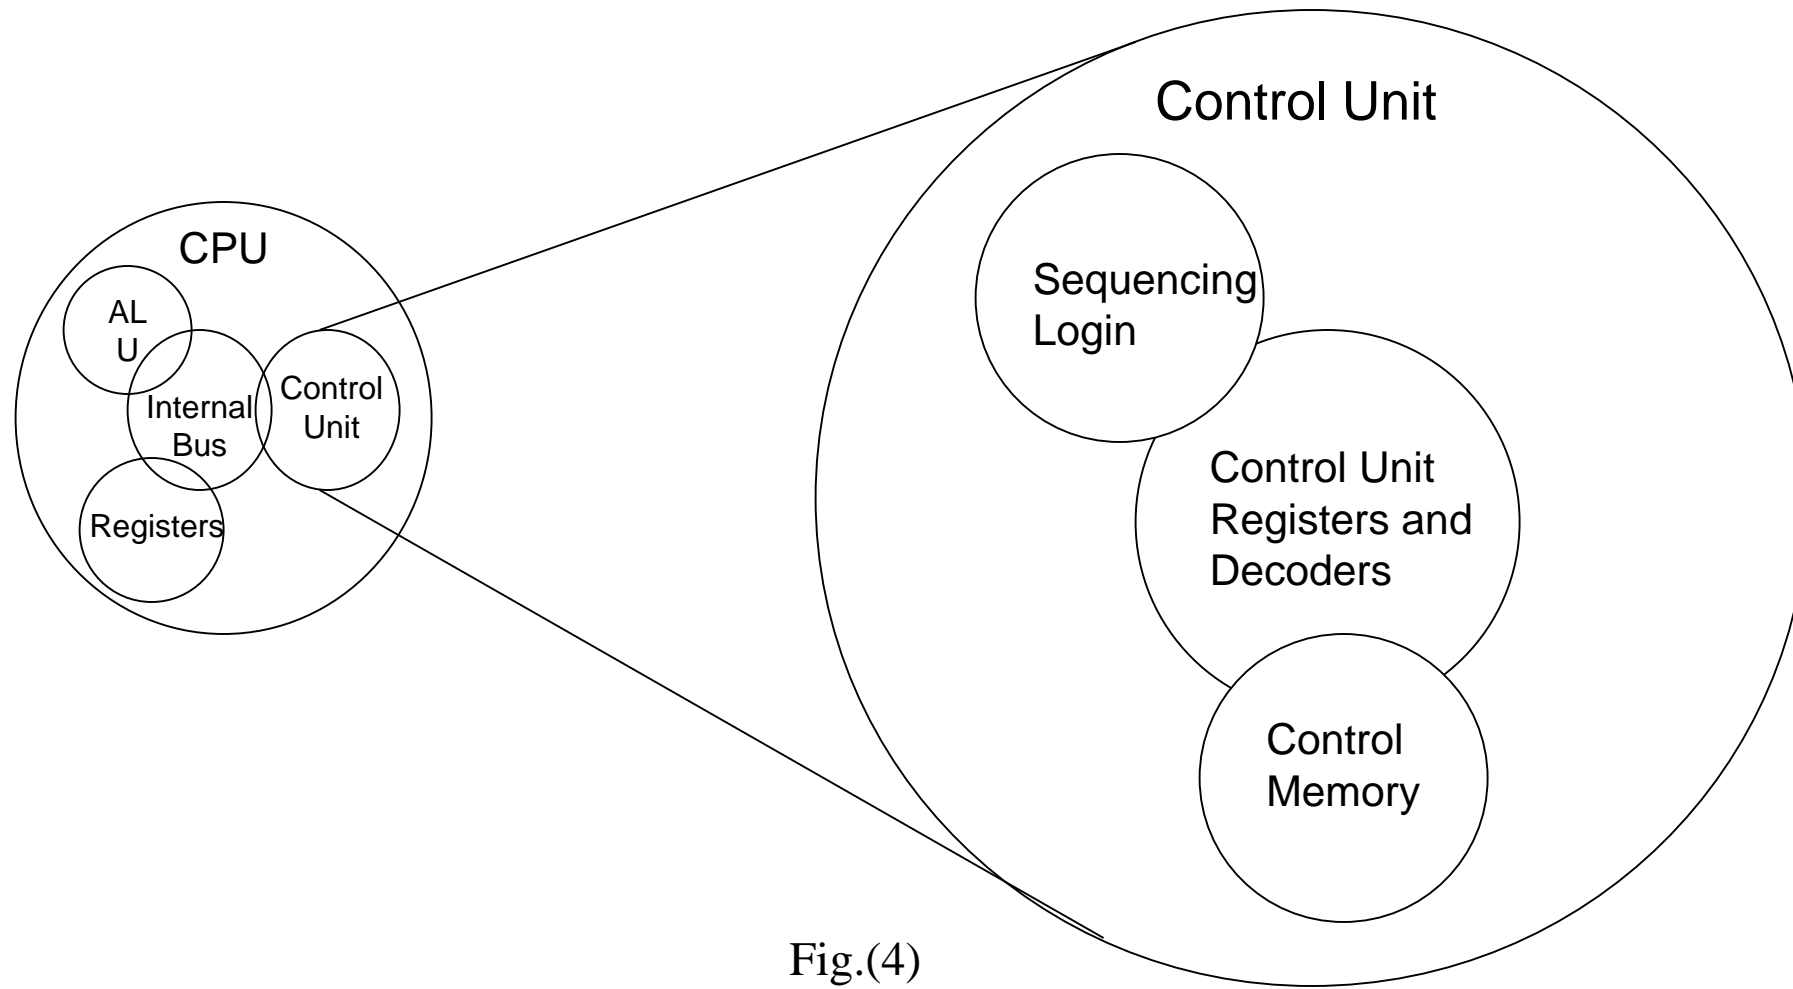 CPU
AL
U
Internal
Bus
Control
Unit
Registers
Control Unit
Sequencing
Login
Control Unit
Registers and
Decoders
Control
Memory
Fig.(4)